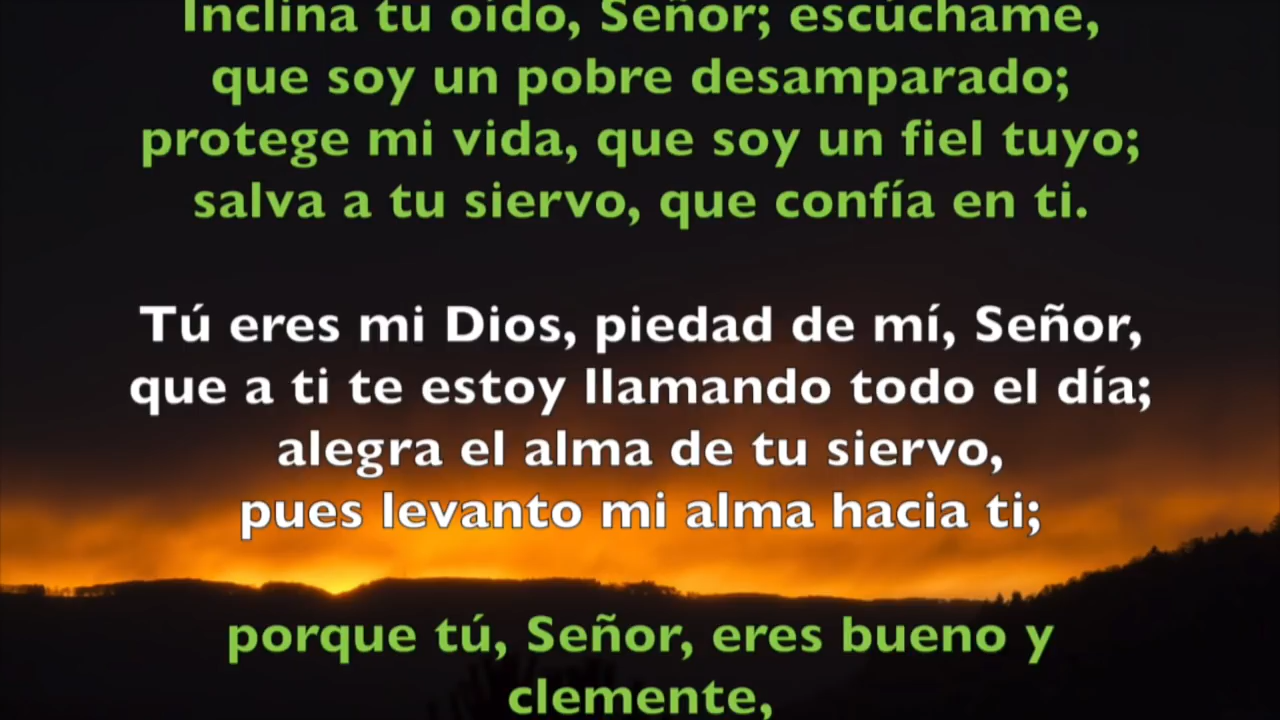 Inclina tu oído, Señor; escúchame,
que soy un pobre desamparado;
protege mi vida, que soy un fiel tuyo;
salva a tu siervo, que confía en ti.
Tú eres mi Dios, piedad de mí, Señor,
que a ti te estoy llamando todo el día;
alegra el alma de tu siervo,
pues levanto mi alma hacia ti;
porque tú, Señor, eres bueno y
clemente,